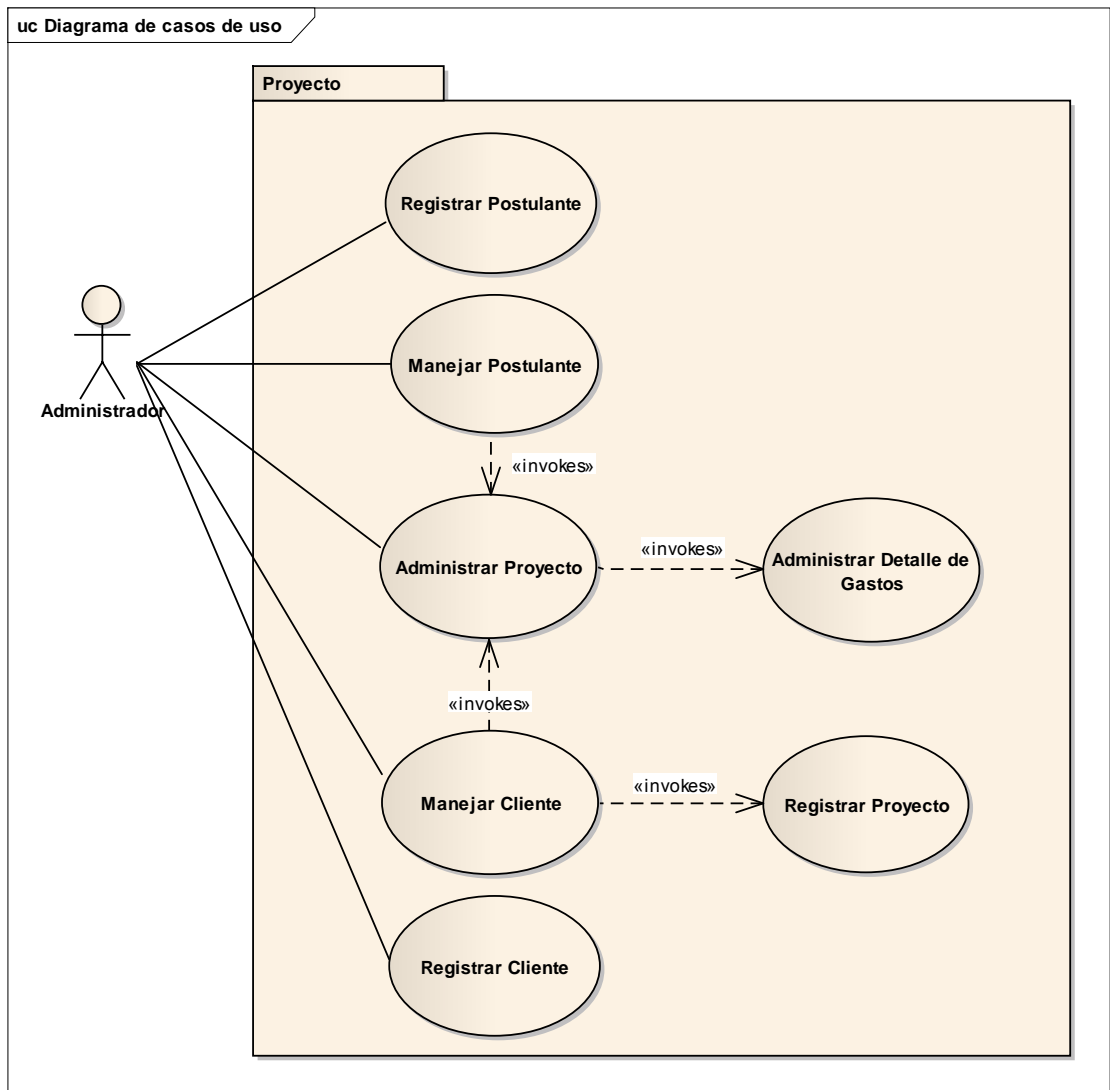 uc Diagrama de casos de uso
Proyecto
Registrar Postulante
Manejar Postulante
Administrador
«invokes»
Administrar Proyecto
«invokes»
Administrar Detalle de
Gastos
«invokes»
Manejar Cliente
«invokes»
Registrar Proyecto
Registrar Cliente